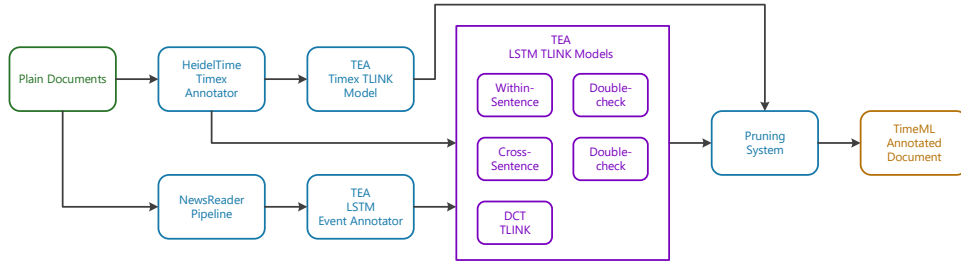 Plain Documents
HeidelTime
Timex
Annotator
TEA
Timex TLINK
Model
NewsReader
Pipeline
TEA
LSTM
Event Annotator
TEA
LSTM TLINK Models
Within-
Sentence
Double-
check
Cross-
Sentence
Double-
check
DCT
TLINK
Pruning
System
TimeML
Annotated
Document